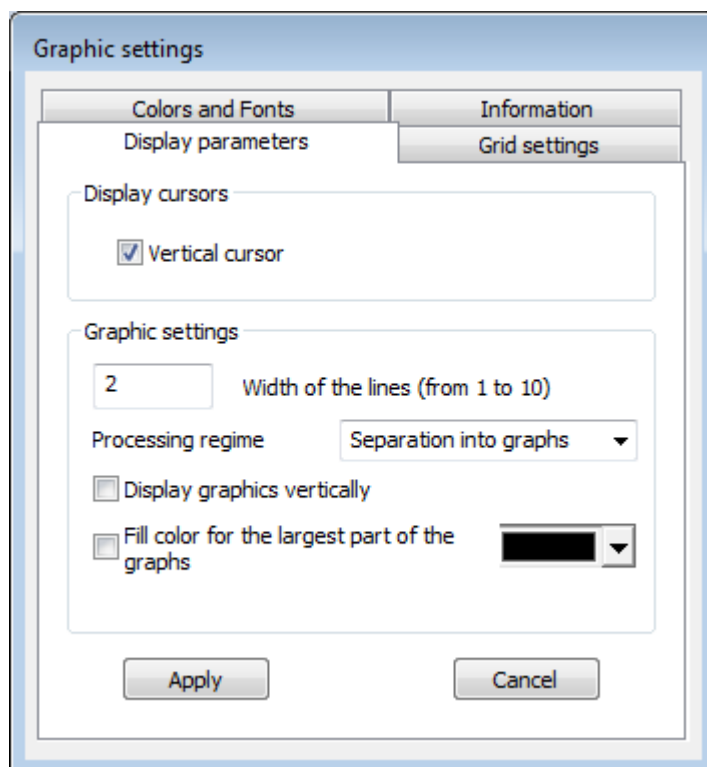 Graphic settings
Colors and Fonts
Information
Display parameters
Grid settings
Display cursors
Vertical cursor
Graphic settings
2
Width of the lines (from 1 to 10)
Processing regime
Separation into graphs
Display graphics vertically
Fill color for the largest part of the
graphs
Apply
Cancel